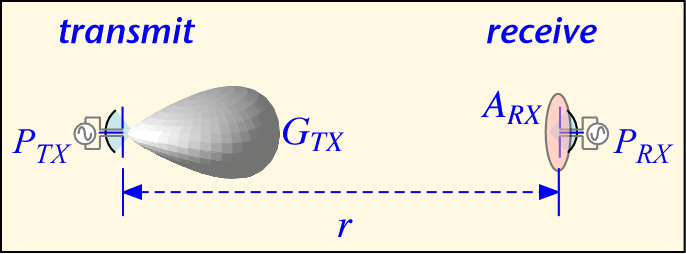 transmit
receive
P_TX
G_TX
A_RX
P_RX
r